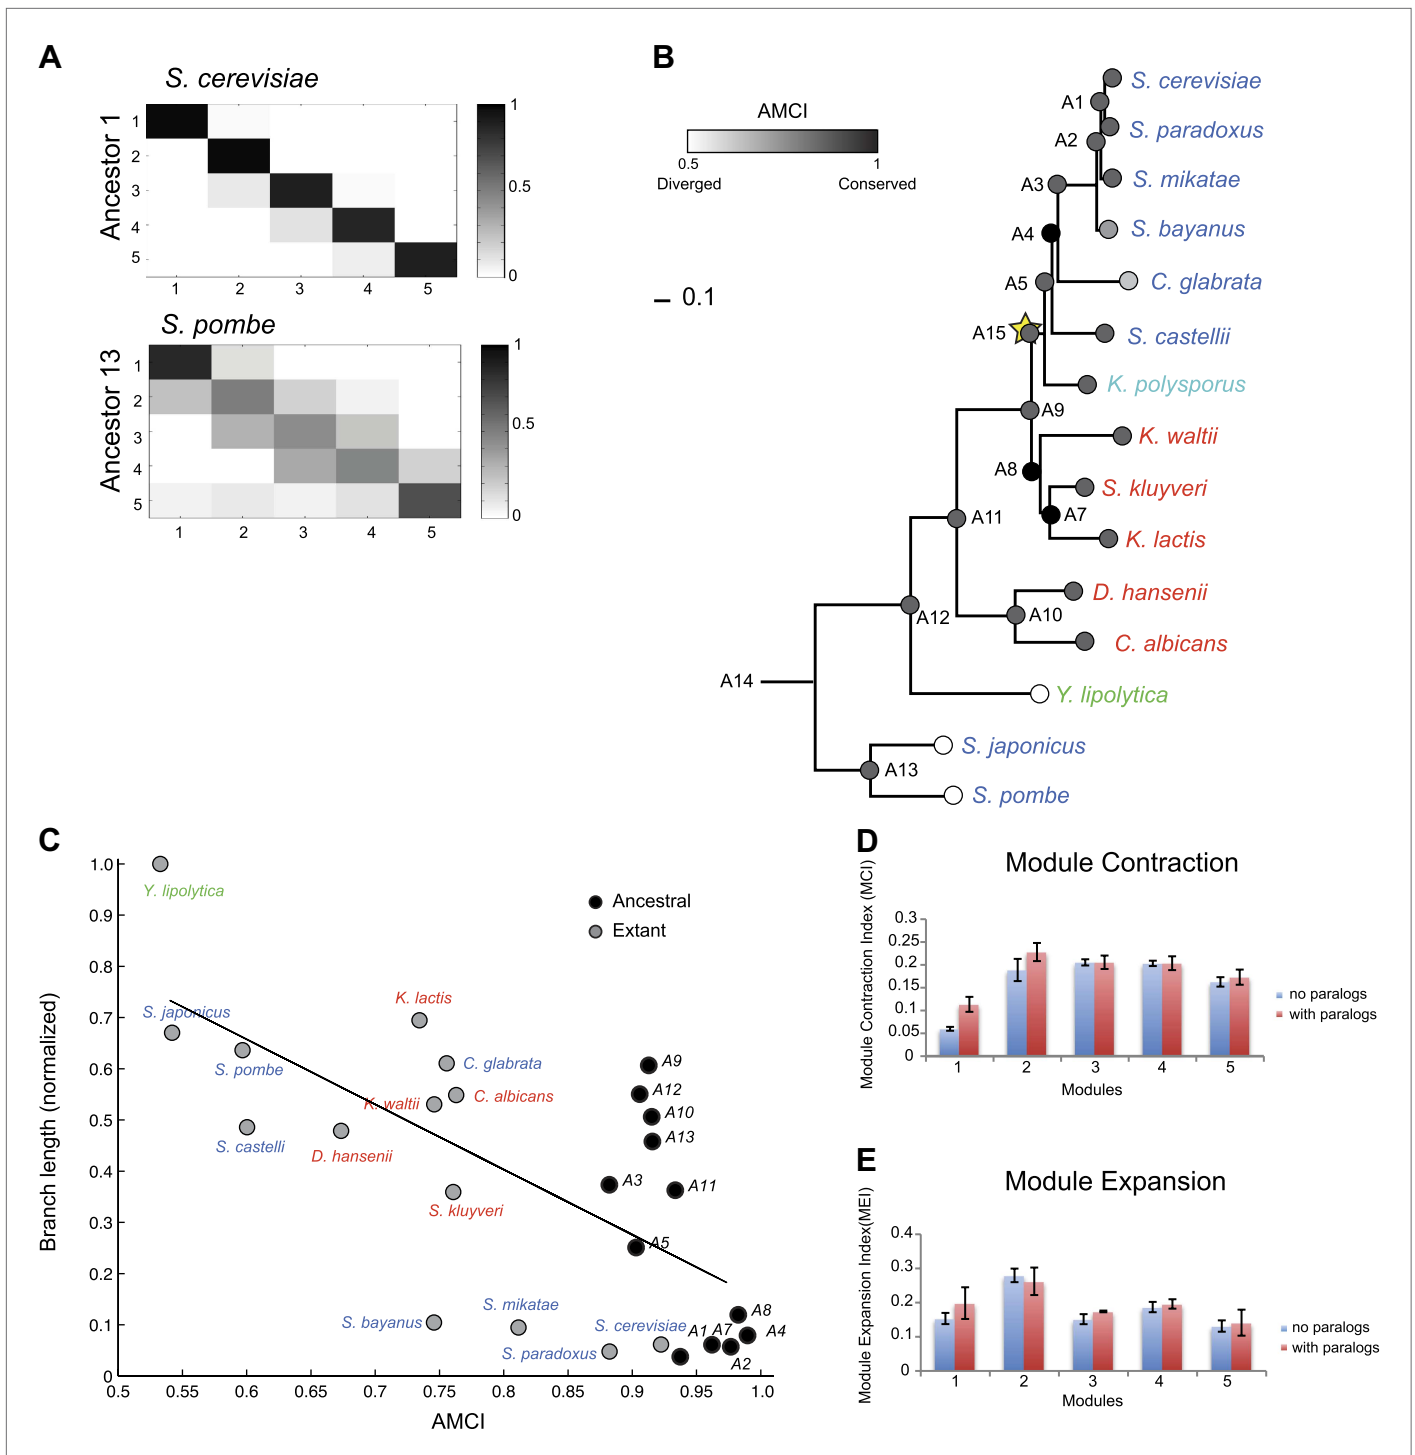 A
S. cerevisiae
Ancestor 1
1
2
3
4
5
1 2 3 4 5
1
0.5
0
S. pombe
Ancestor 13
1
2
3
4
5
1 2 3 4 5
1
0.5
0
B
AMCI
0.5 1
Diverged Conserved
0.1
S. cerevisiae
A1
S. paradoxus
A2
S. mikatae
A3
S. bayanus
A4
C. glabrata
A5
A15
S. castellii
K. polysporus
A9
K. waltii
A8
S. kluyveri
A7
A11
K. lactis
D. hansenii
A10
A12
C. albicans
A14
Y. lipolytica
S. japonicus
A13
S. pombe
C
Branch length (normalized)
1.0
0.9
0.8
0.7
0.6
0.5
0.4
0.3
0.2
0.1
0
0.5 0.55 0.6 0.65 0.7 0.75 0.8 0.85 0.9 0.95 1.0
AMCI
Ancestral
Extant
Y. lipolytica
K. lactis
S. japonicus
S. pombe
C. glabrata
A9
A12
K. waltii
C. albicans
A10
S. castelli
A13
D. hansenii
A3
A11
S. kluyveri
A5
S. mikatae
A8
S. bayanus
S. cerevisiae
A1
A7
A4
S. paradoxus
A2
D
Module Contraction
Module Contraction Index (MCI)
0.3
0.25
0.2
0.15
0.1
0.05
0
1 2 3 4 5
Modules
no paralogs
with paralogs
E
Module Expansion
Module Expansion Index(MEI)
0.4
0.3
0.2
0.1
0
1 2 3 4 5
Modules
no paralogs
with paralogs